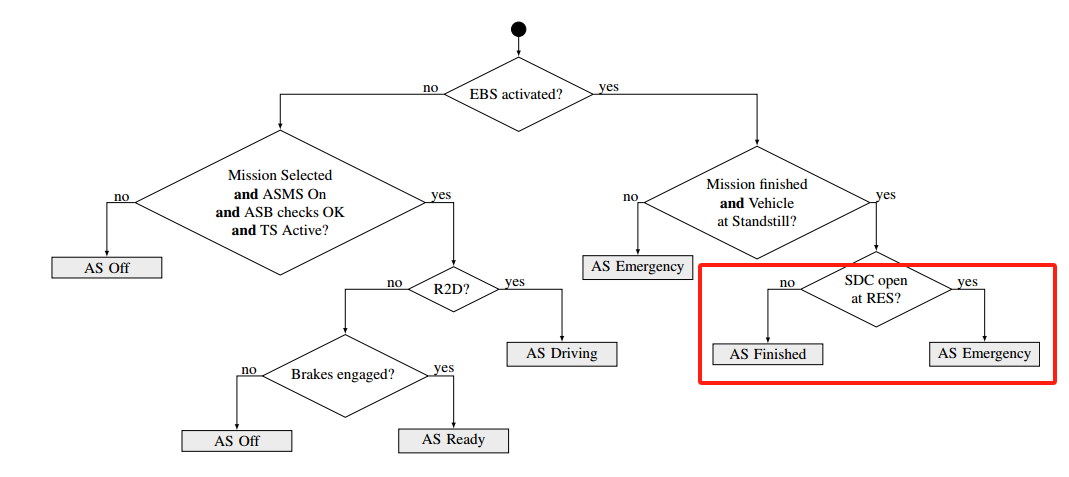 EBS activated?
no
yes
Mission Selected
and ASMS On
and ASB checks OK
and TS Active?
no
yes
Mission finished
and Vehicle
at Standstill?
no
yes
AS Off
AS Emergency
R2D?
no
yes
SDC open
at RES?
no
yes
AS Driving
AS Finished
AS Emergency
Brakes engaged?
no
yes
AS Off
AS Ready